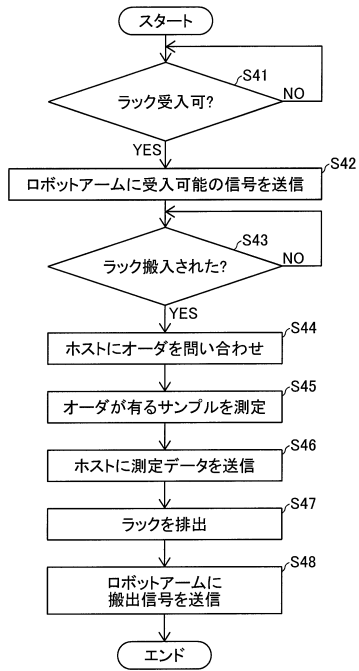 スタート
S41
ラック受入可?
NO
YES
S42
ロボットアームに受入可能の信号を送信
S43
ラック搬入された?
NO
YES
S44
ホストにオーダを問い合わせ
S45
オーダが有るサンプルを測定
S46
ホストに測定データを送信
S47
ラックを排出
S48
ロボットアームに
搬出信号を送信
エンド